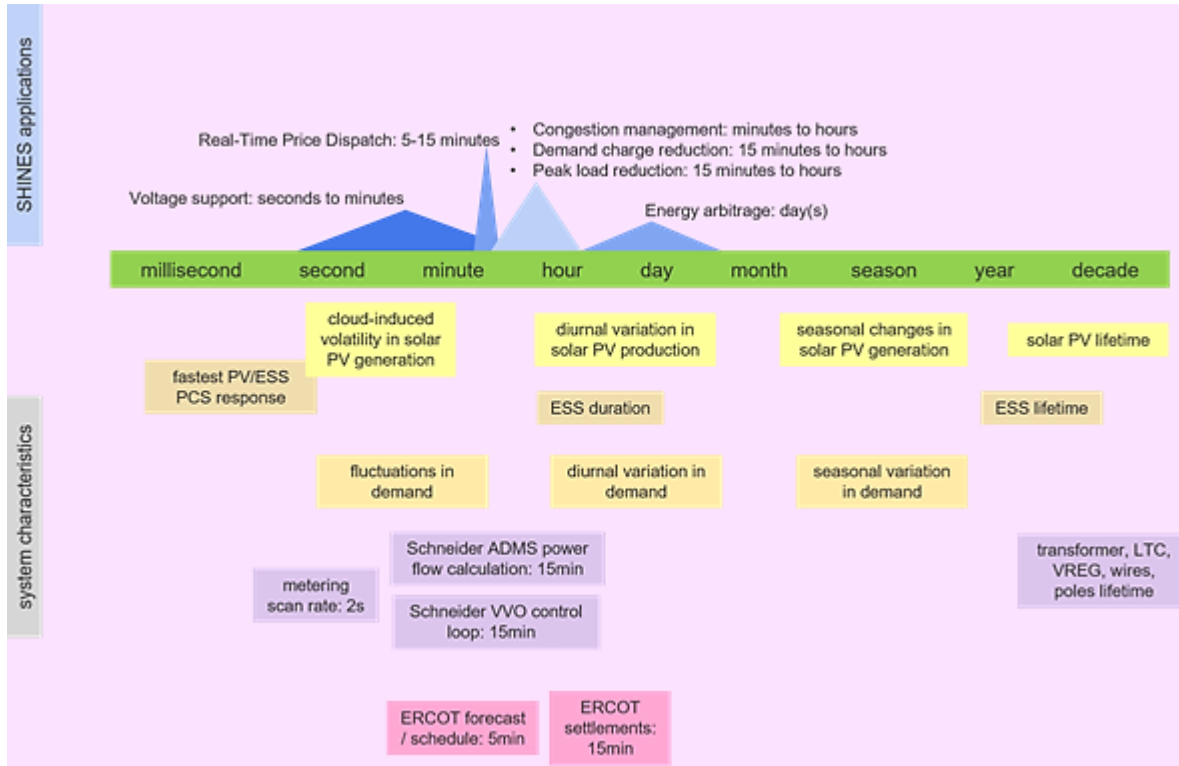 SHINES applications
Real-Time Price Dispatch: 5-15 minutes
• Congestion management: minutes to hours
• Demand charge reduction: 15 minutes to hours
• Peak load reduction: 15 minutes to hours
Voltage support: seconds to minutes
Energy arbitrage: day(s)
millisecond second minute hour day month season year decade
system characteristics
cloud-induced
volatility in solar
PV generation
diurnal variation in
solar PV production
seasonal changes in
solar PV generation
solar PV lifetime
fastest PV/ESS
PCS response
ESS duration
ESS lifetime
fluctuations in
demand
diurnal variation in
demand
seasonal variation
in demand
metering
scan rate: 2s
Schneider ADMS power
flow calculation: 15min
Schneider VVO control
loop: 15min
transformer, LTC,
VREG, wires,
poles lifetime
ERCOT forecast
/ schedule: 5min
ERCOT
settlements:
15min